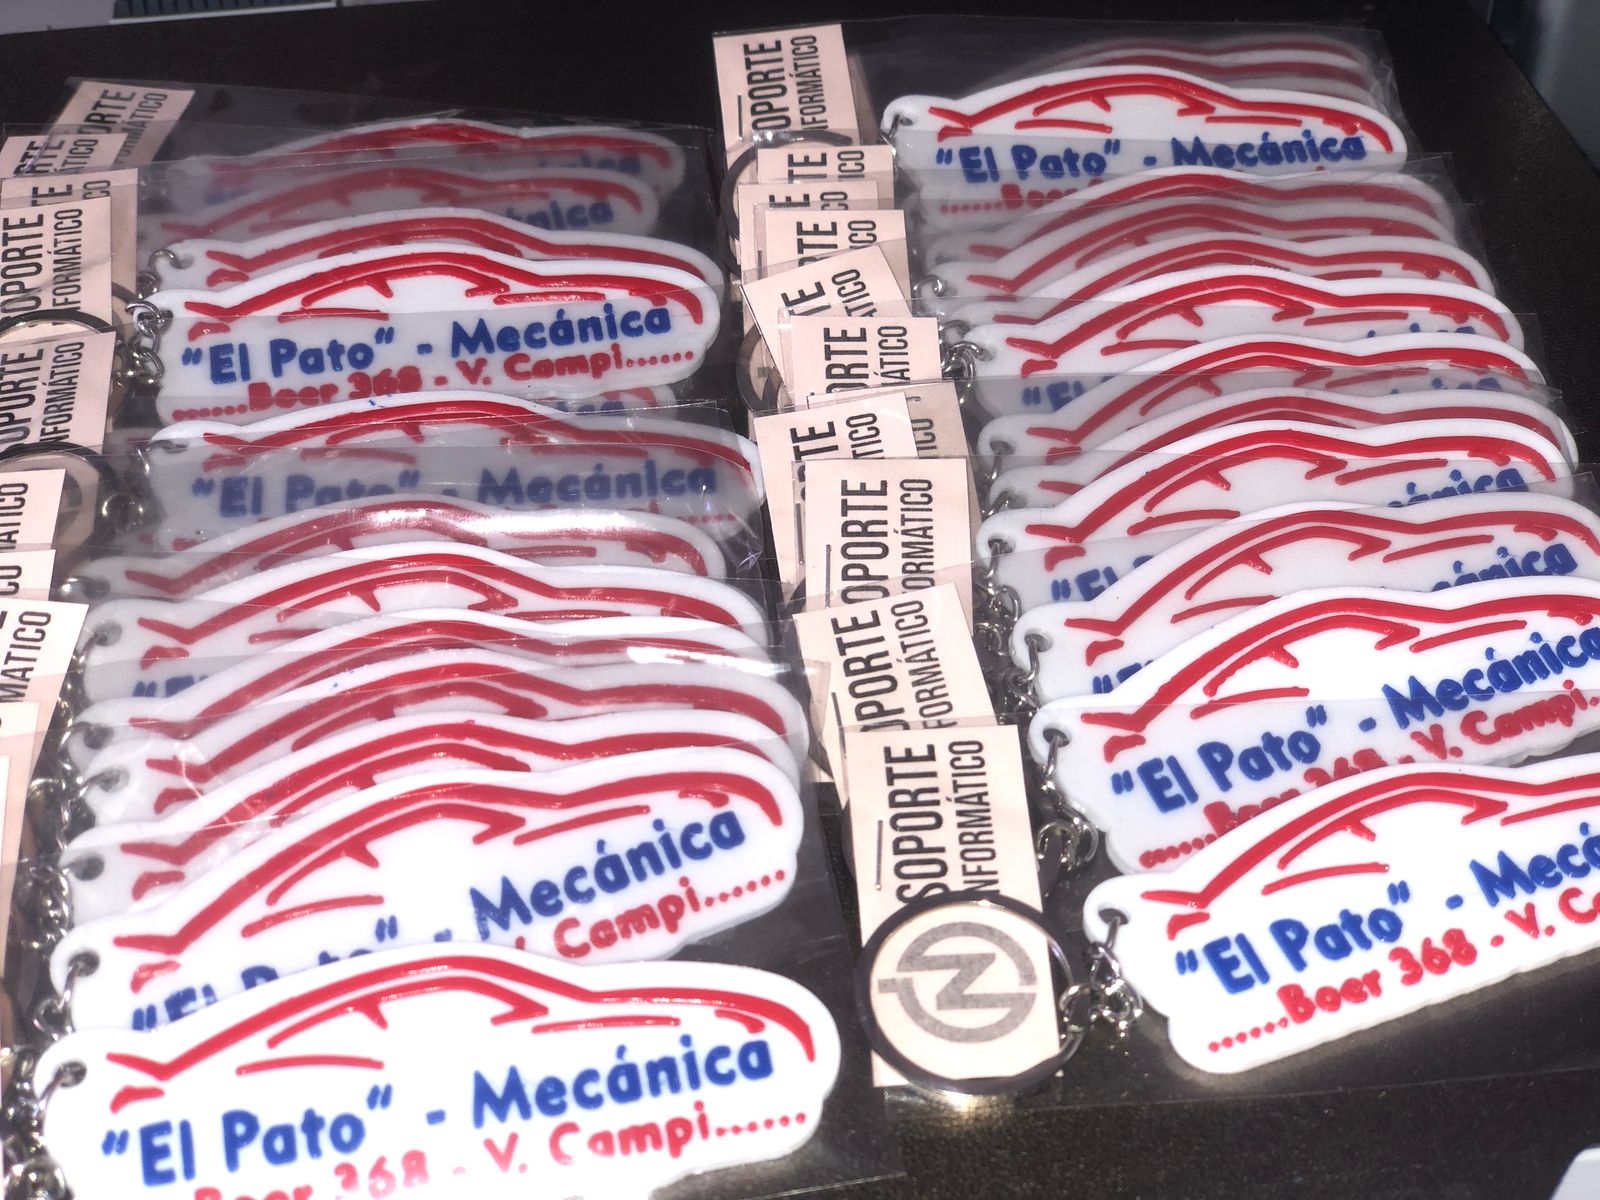 SOPORTE
INFORMÁTICO
"El Pato" - Mecánica
......Boer 368 - V. Campi......